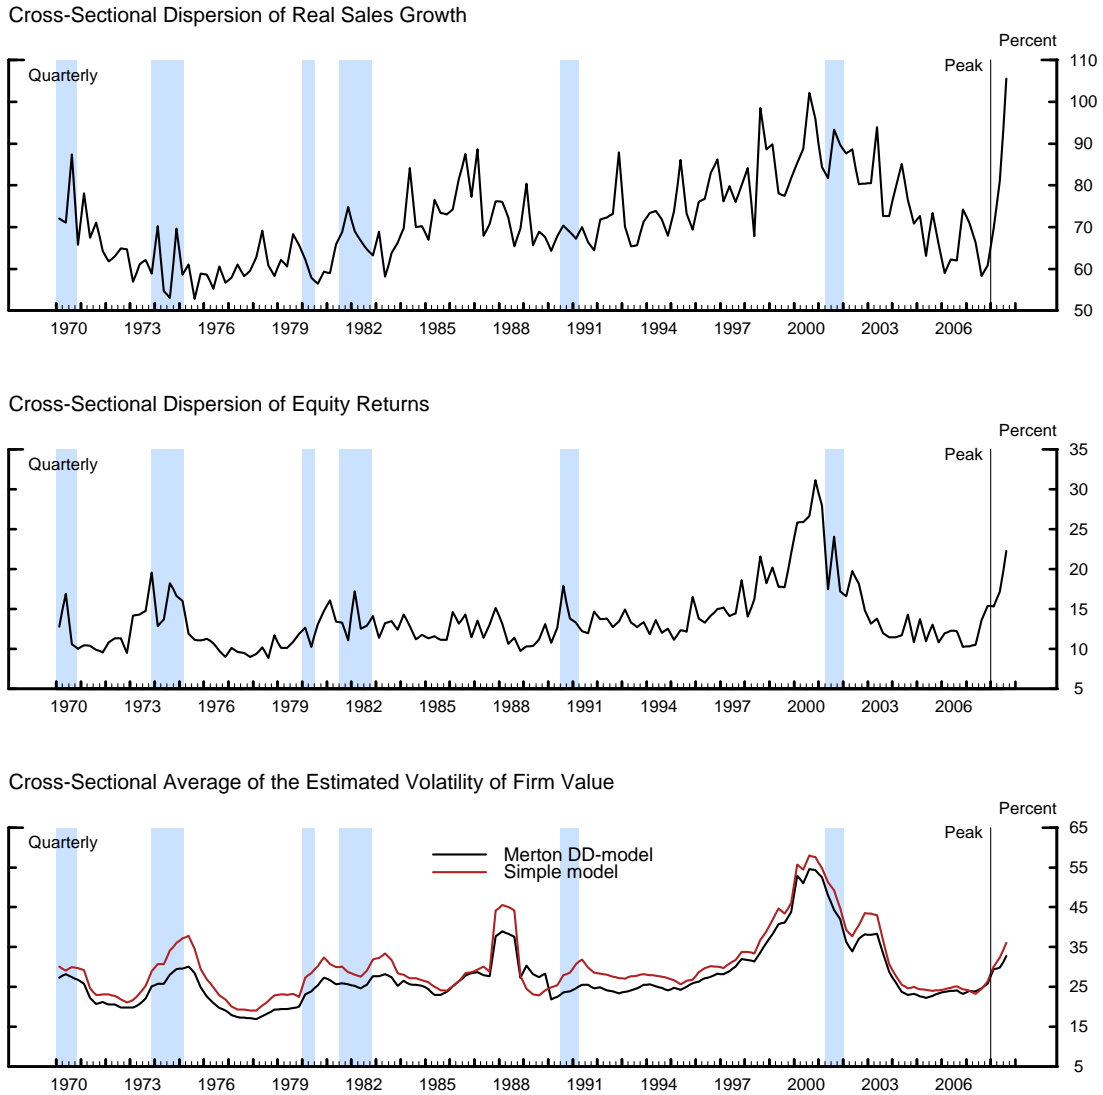 Cross-Sectional Dispersion of Real Sales Growth
Percent
Quarterly
Peak
110
100
90
80
70
60
50
1970 1973 1976 1979 1982 1985 1988 1991 1994 1997 2000 2003 2006
Cross-Sectional Dispersion of Equity Returns
Percent
Quarterly
Peak
35
30
25
20
15
10
5
1970 1973 1976 1979 1982 1985 1988 1991 1994 1997 2000 2003 2006
Cross-Sectional Average of the Estimated Volatility of Firm Value
Percent
Quarterly
Peak
Merton DD-model
Simple model
65
55
45
35
25
15
5
1970 1973 1976 1979 1982 1985 1988 1991 1994 1997 2000 2003 2006